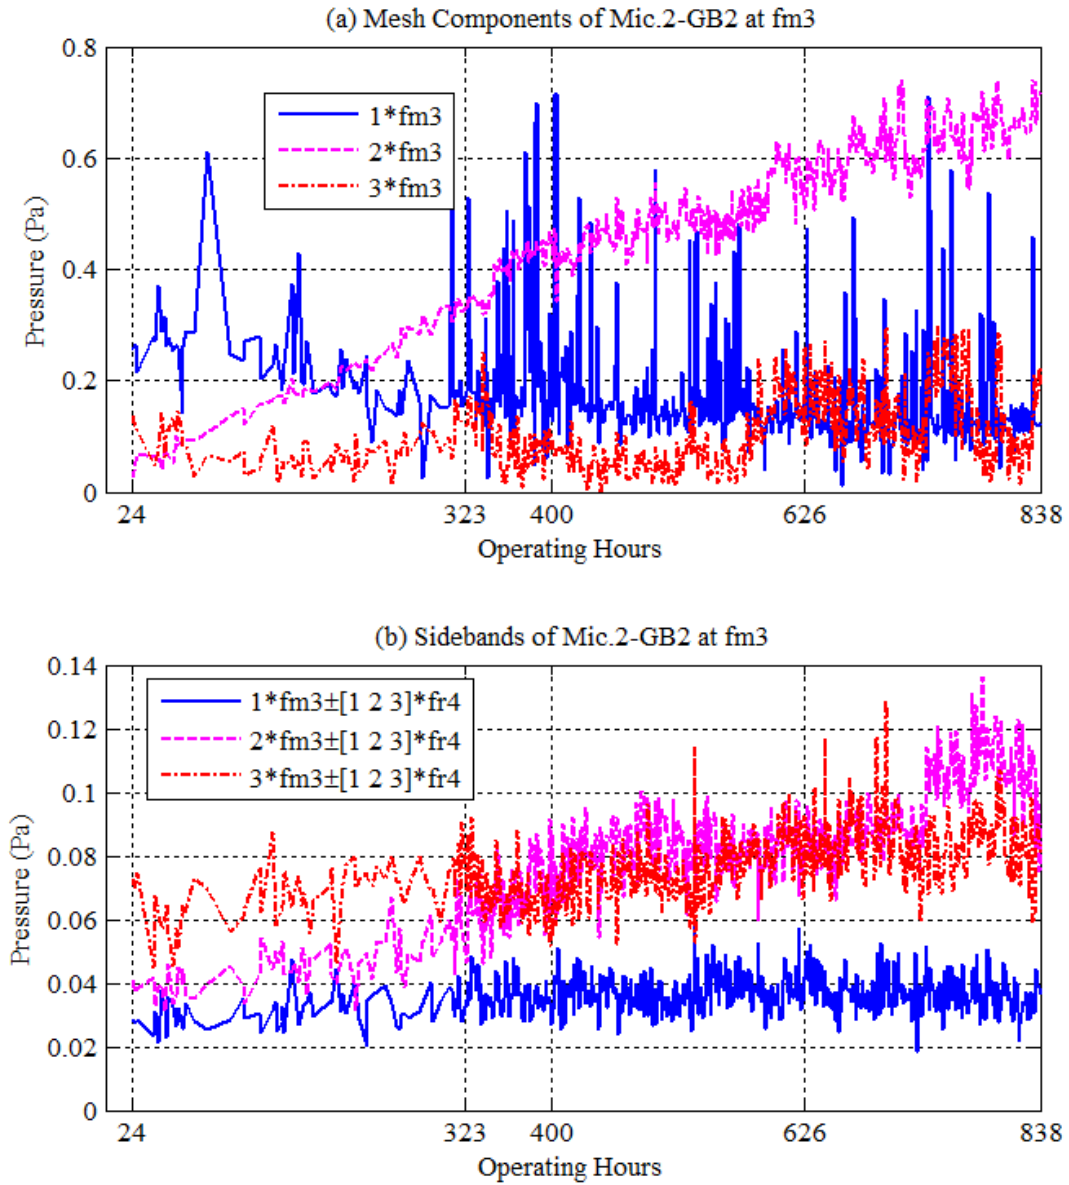 (a) Mesh Components of Mic.2-GB2 at fm3
0.8
0.6
0.4
0.2
0
Pressure (Pa)
1*fm3
2*fm3
3*fm3
24 323 400 626 838
Operating Hours
(b) Sidebands of Mic.2-GB2 at fm3
0.14
0.12
0.1
0.08
0.06
0.04
0.02
0
Pressure (Pa)
1*fm3±[1 2 3]*fr4
2*fm3±[1 2 3]*fr4
3*fm3±[1 2 3]*fr4
24 323 400 626 838
Operating Hours